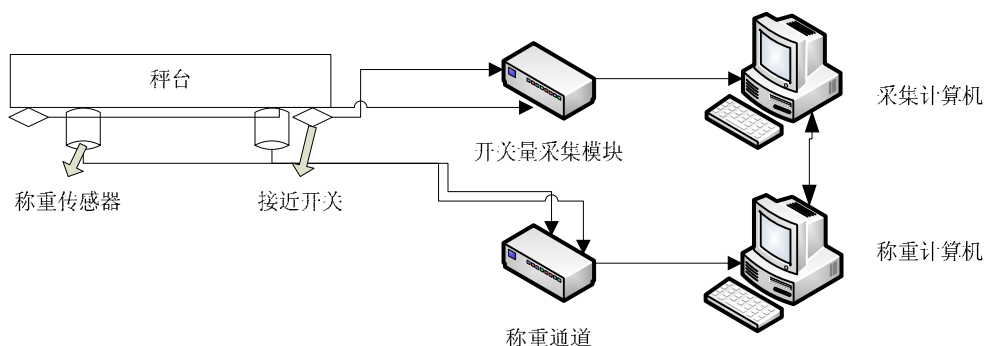 秤台
采集计算机
开关量采集模块
称重传感器
接近开关
称重计算机
称重通道